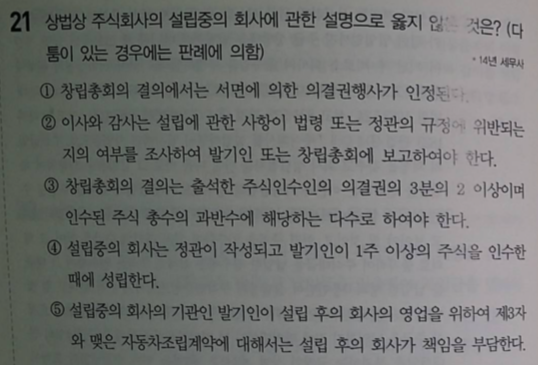 21 상법상 주식회사의 설립중의 회사에 관한 설명으로 옳지 않은 것은? (다
툼이 있는 경우에는 판례에 의함)
* 14년 세무사
① 창립총회의 결의에서는 서면에 의한 의결권행사가 인정된다.
② 이사와 감사는 설립에 관한 사항이 법령 또는 정관의 규정에 위반되는
지의 여부를 조사하여 발기인 또는 창립총회에 보고하여야 한다.
③ 창립총회의 결의는 출석한 주식인수인의 의결권의 3분의 2 이상이며
인수된 주식 총수의 과반수에 해당하는 다수로 하여야 한다.
④ 설립중의 회사는 정관이 작성되고 발기인이 1주 이상의 주식을 인수한
때에 성립한다.
⑤ 설립중의 회사의 기관인 발기인이 설립 후의 회사의 영업을 위하여 제3자
와 맺은 자동차조립계약에 대해서는 설립 후의 회사가 책임을 부담한다.